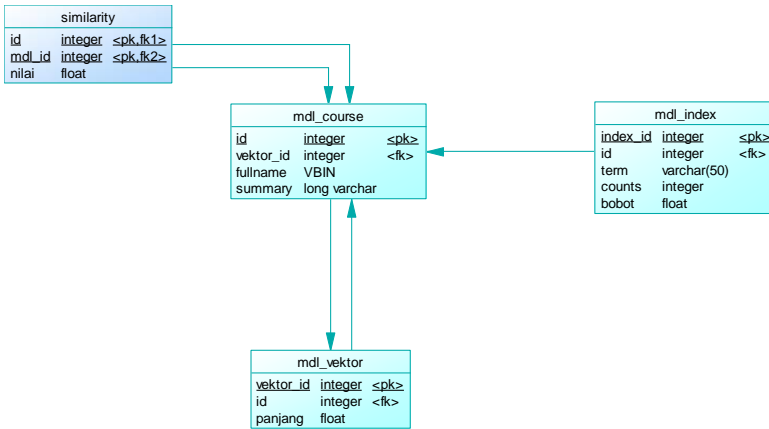 similarity
id integer <pk,fk1>
mdl_id integer <pk,fk2>
nilai float
mdl_course
id integer <pk>
vektor_id integer <fk>
fullname VBIN
summary long varchar
mdl_index
index_id integer <pk>
id integer <fk>
term varchar(50)
counts integer
bobot float
mdl_vektor
vektor_id integer <pk>
id integer <fk>
panjang float